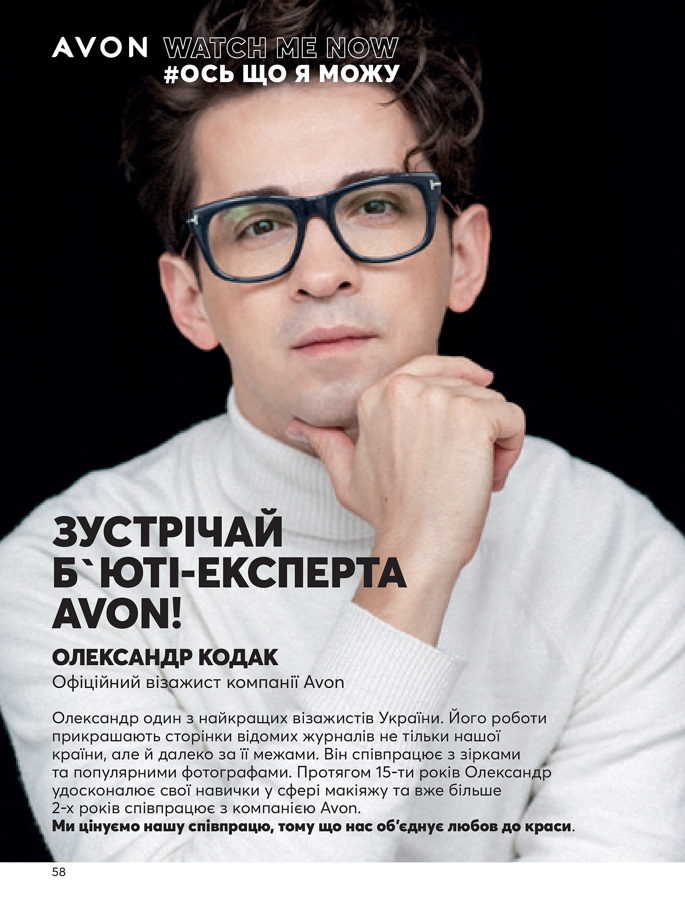 AVON WATCH ME NOW
#ОСЬ ЩО Я МОЖУ
ЗУСТРІЧАЙ
Б`ЮТІ-ЕКСПЕРТА
AVON!
ОЛЕКСАНДР КОДАК
Офіційний візажист компанії Avon
Олександр один з найкращих візажистів України. Його роботи
прикрашають сторінки відомих журналів не тільки нашої
країни, але й далеко за її межами. Він співпрацює з зірками
та популярними фотографами. Протягом 15-ти років Олександр
удосконалює свої навички у сфері макіяжу та вже більше
2-х років співпрацює з компанією Avon.
Ми цінуємо нашу співпрацю, тому що нас об’єднує любов до краси.
58